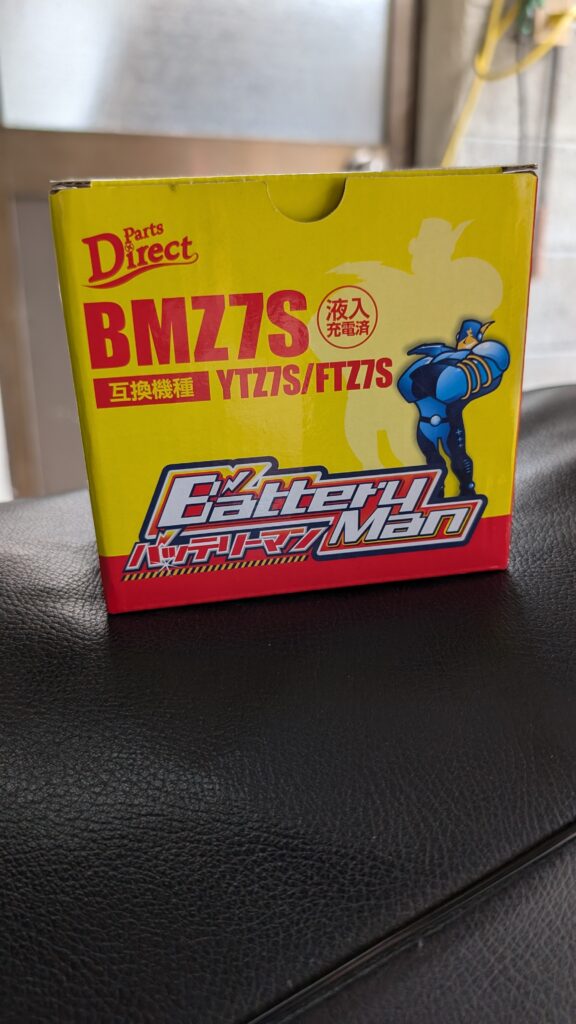 Parts
Direct
BMZ7S
液入
充電済
互換機種 YTZ7S/FTZ7S
Battery
Man
バッテリーマン